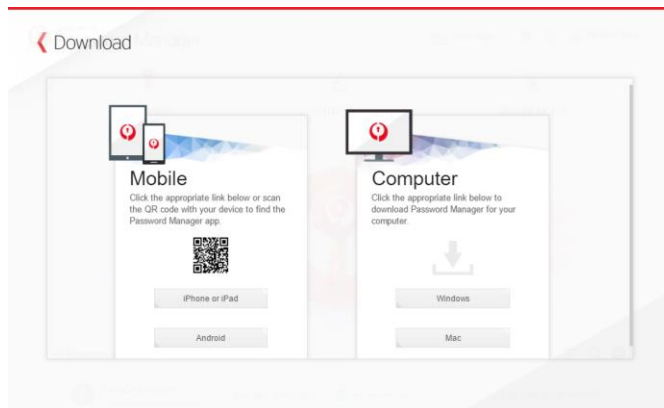 Download
Mobile
Click the appropriate link below or scan
the QR code with your device to find the
Password Manager app.
iPhone or iPad
Android
Computer
Click the appropriate link below to
download Password Manager for your
computer.
Windows
Mac